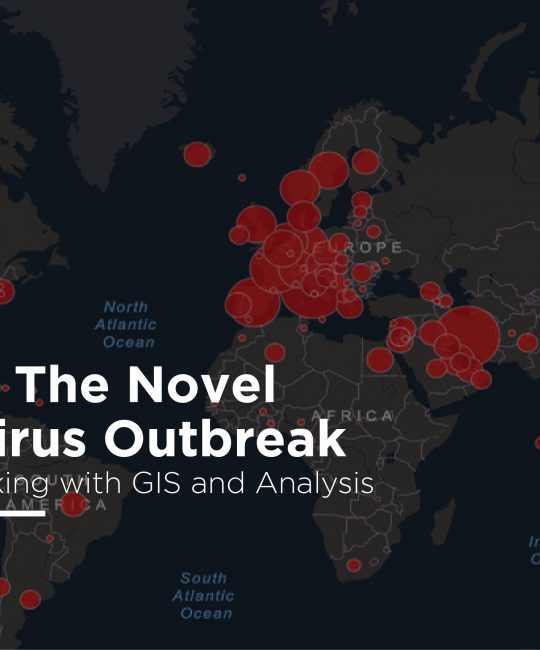 EUROPE
North
Atlantic
Ocean
The Novel
irus Outbreak
king with GIS and Analysis
AFRICA
SOUTH
AMERICA
South
Atlantic
Ocean
In
O